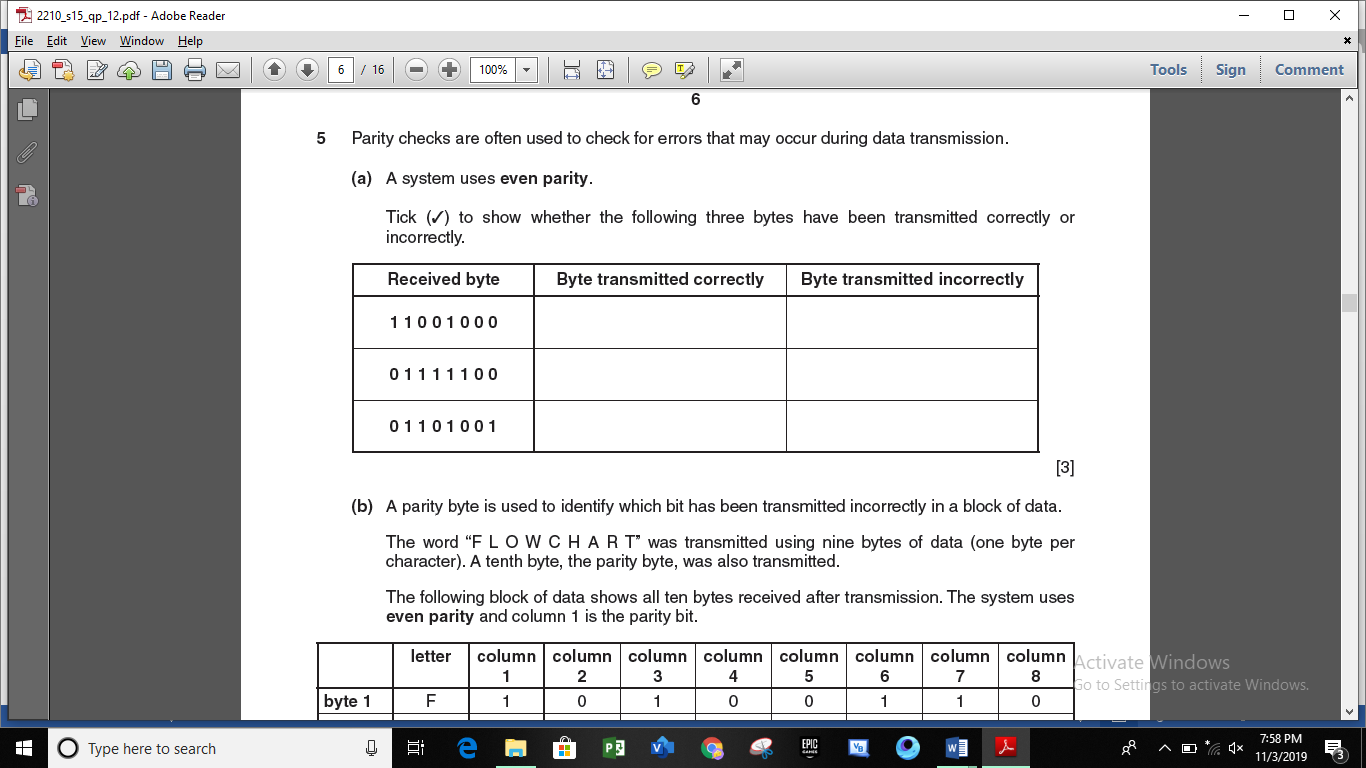 2210_s15_qp_12.pdf - Adobe Reader
File Edit View Window Help
6 / 16 100% Tools Sign Comment
6
5 Parity checks are often used to check for errors that may occur during data transmission.
(a) A system uses even parity.
Tick (✓) to show whether the following three bytes have been transmitted correctly or
incorrectly.
Received byte Byte transmitted correctly Byte transmitted incorrectly
1 1 0 0 1 0 0 0
0 1 1 1 1 1 0 0
0 1 1 0 1 0 0 1
[3]
(b) A parity byte is used to identify which bit has been transmitted incorrectly in a block of data.
The word “F L O W C H A R T” was transmitted using nine bytes of data (one byte per
character). A tenth byte, the parity byte, was also transmitted.
The following block of data shows all ten bytes received after transmission. The system uses
even parity and column 1 is the parity bit.
letter column column column column column column column column
1 2 3 4 5 6 7 8
byte 1 F 1 0 1 0 0 1 1 0
Activate Windows
Go to Settings to activate Windows.
Type here to search
EPIC
GAMES
7:58 PM
11/3/2019
3